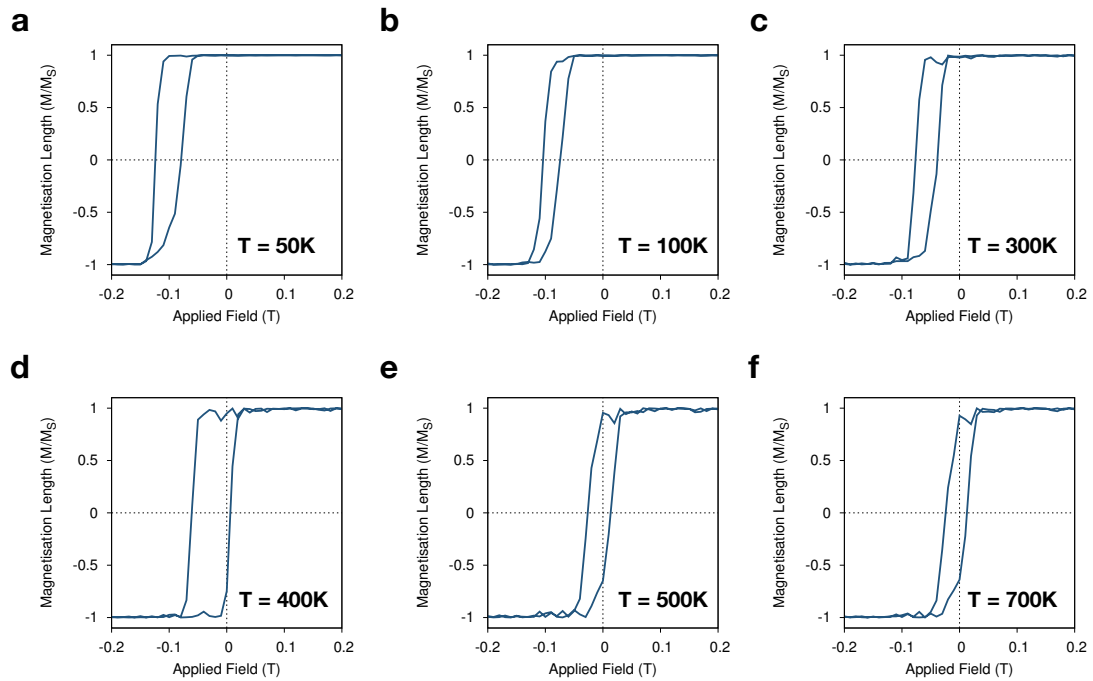 a
Magnetisation Length (M/M_S)
1
0.5
0
-0.5
-1
T = 50K
-0.2 -0.1 0 0.1 0.2
Applied Field (T)
b
Magnetisation Length (M/M_S)
1
0.5
0
-0.5
-1
T = 100K
-0.2 -0.1 0 0.1 0.2
Applied Field (T)
c
Magnetisation Length (M/M_S)
1
0.5
0
-0.5
-1
T = 300K
-0.2 -0.1 0 0.1 0.2
Applied Field (T)
d
Magnetisation Length (M/M_S)
1
0.5
0
-0.5
-1
T = 400K
-0.2 -0.1 0 0.1 0.2
Applied Field (T)
e
Magnetisation Length (M/M_S)
1
0.5
0
-0.5
-1
T = 500K
-0.2 -0.1 0 0.1 0.2
Applied Field (T)
f
Magnetisation Length (M/M_S)
1
0.5
0
-0.5
-1
T = 700K
-0.2 -0.1 0 0.1 0.2
Applied Field (T)